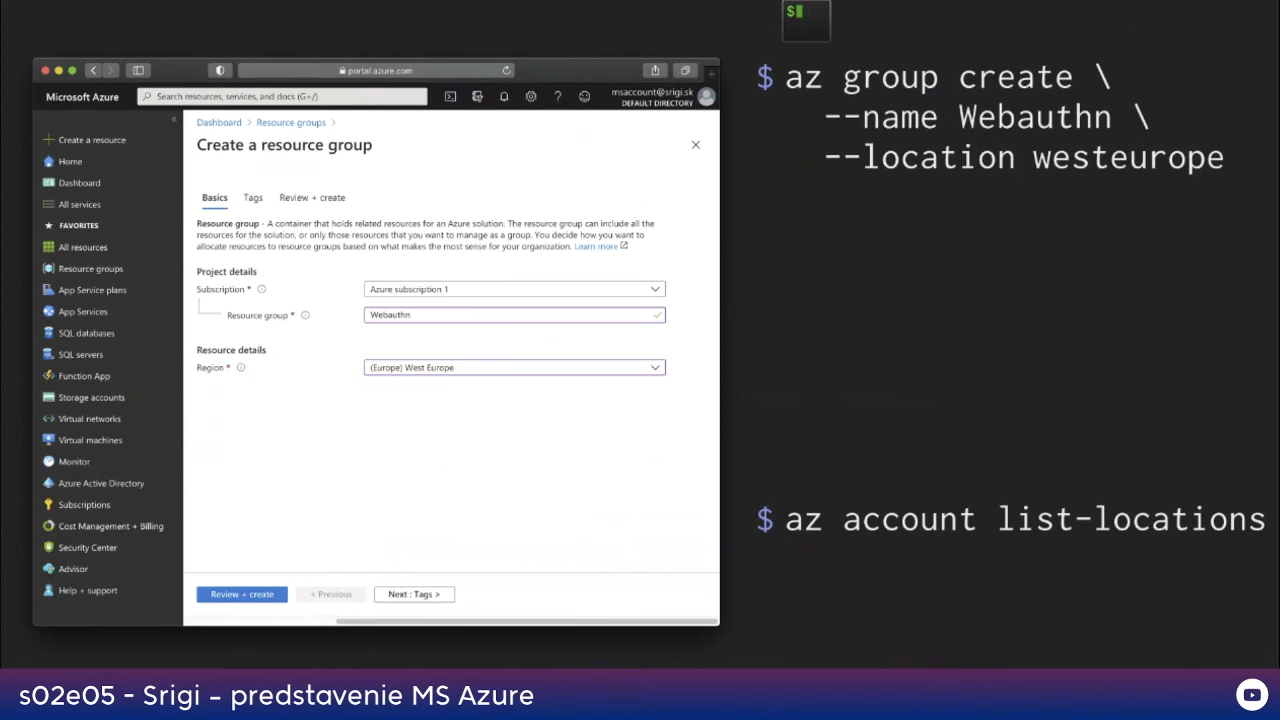 $
portal.azure.com
Microsoft Azure
Search resources, services, and docs (G+/)
msaccount@srigi.sk
DEFAULT DIRECTORY
Create a resource
Home
Dashboard
All services
FAVORITES
All resources
Resource groups
App Service plans
App Services
SQL databases
SQL servers
Function App
Storage accounts
Virtual networks
Virtual machines
Monitor
Azure Active Directory
Subscriptions
Cost Management + Billing
Security Center
Advisor
Help + support
Dashboard > Resource groups >
Create a resource group
Basics Tags Review + create
Resource group - A container that holds related resources for an Azure solution. The resource group can include all the
resources for the solution, or only those resources that you want to manage as a group. You decide how you want to
allocate resources to resource groups based on what makes the most sense for your organization. Learn more
Project details
Subscription * Azure subscription 1
Resource group * Webauthn
Resource details
Region * (Europe) West Europe
Review + create < Previous Next : Tags >
$ az group create \
--name Webauthn \
--location westeurope
$ az account list-locations
s02e05 - Srigi - predstavenie MS Azure